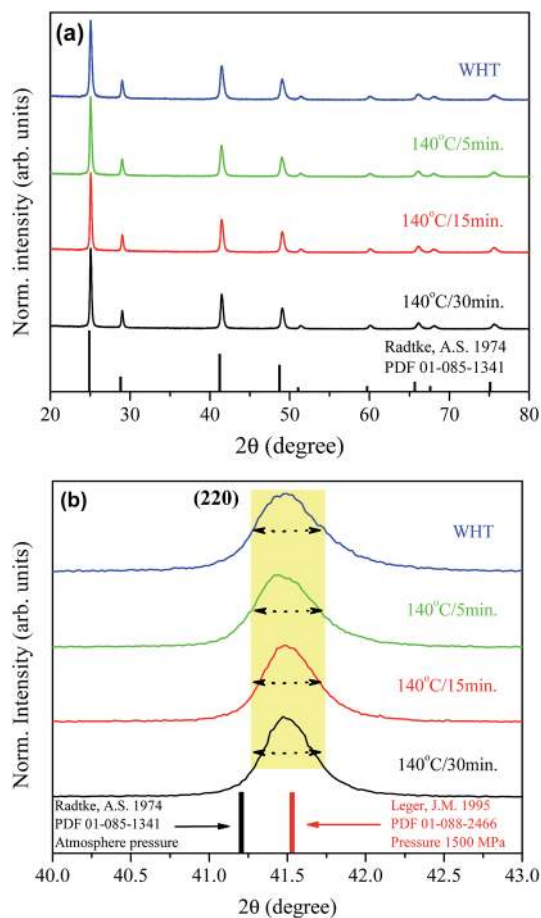 (a)
WHT
140°C/5min.
140°C/15min.
140°C/30min.
Radtke, A.S. 1974
PDF 01-085-1341
Norm. intensity (arb. units)
20 30 40 50 60 70 80
2θ (degree)
(b)
(220)
WHT
140°C/5min.
140°C/15min.
140°C/30min.
Norm. Intensity (arb. units)
Radtke, A.S. 1974
PDF 01-085-1341
Atmosphere pressure
Leger, J.M. 1995
PDF 01-088-2466
Pressure 1500 MPa
40.0 40.5 41.0 41.5 42.0 42.5 43.0
2θ (degree)